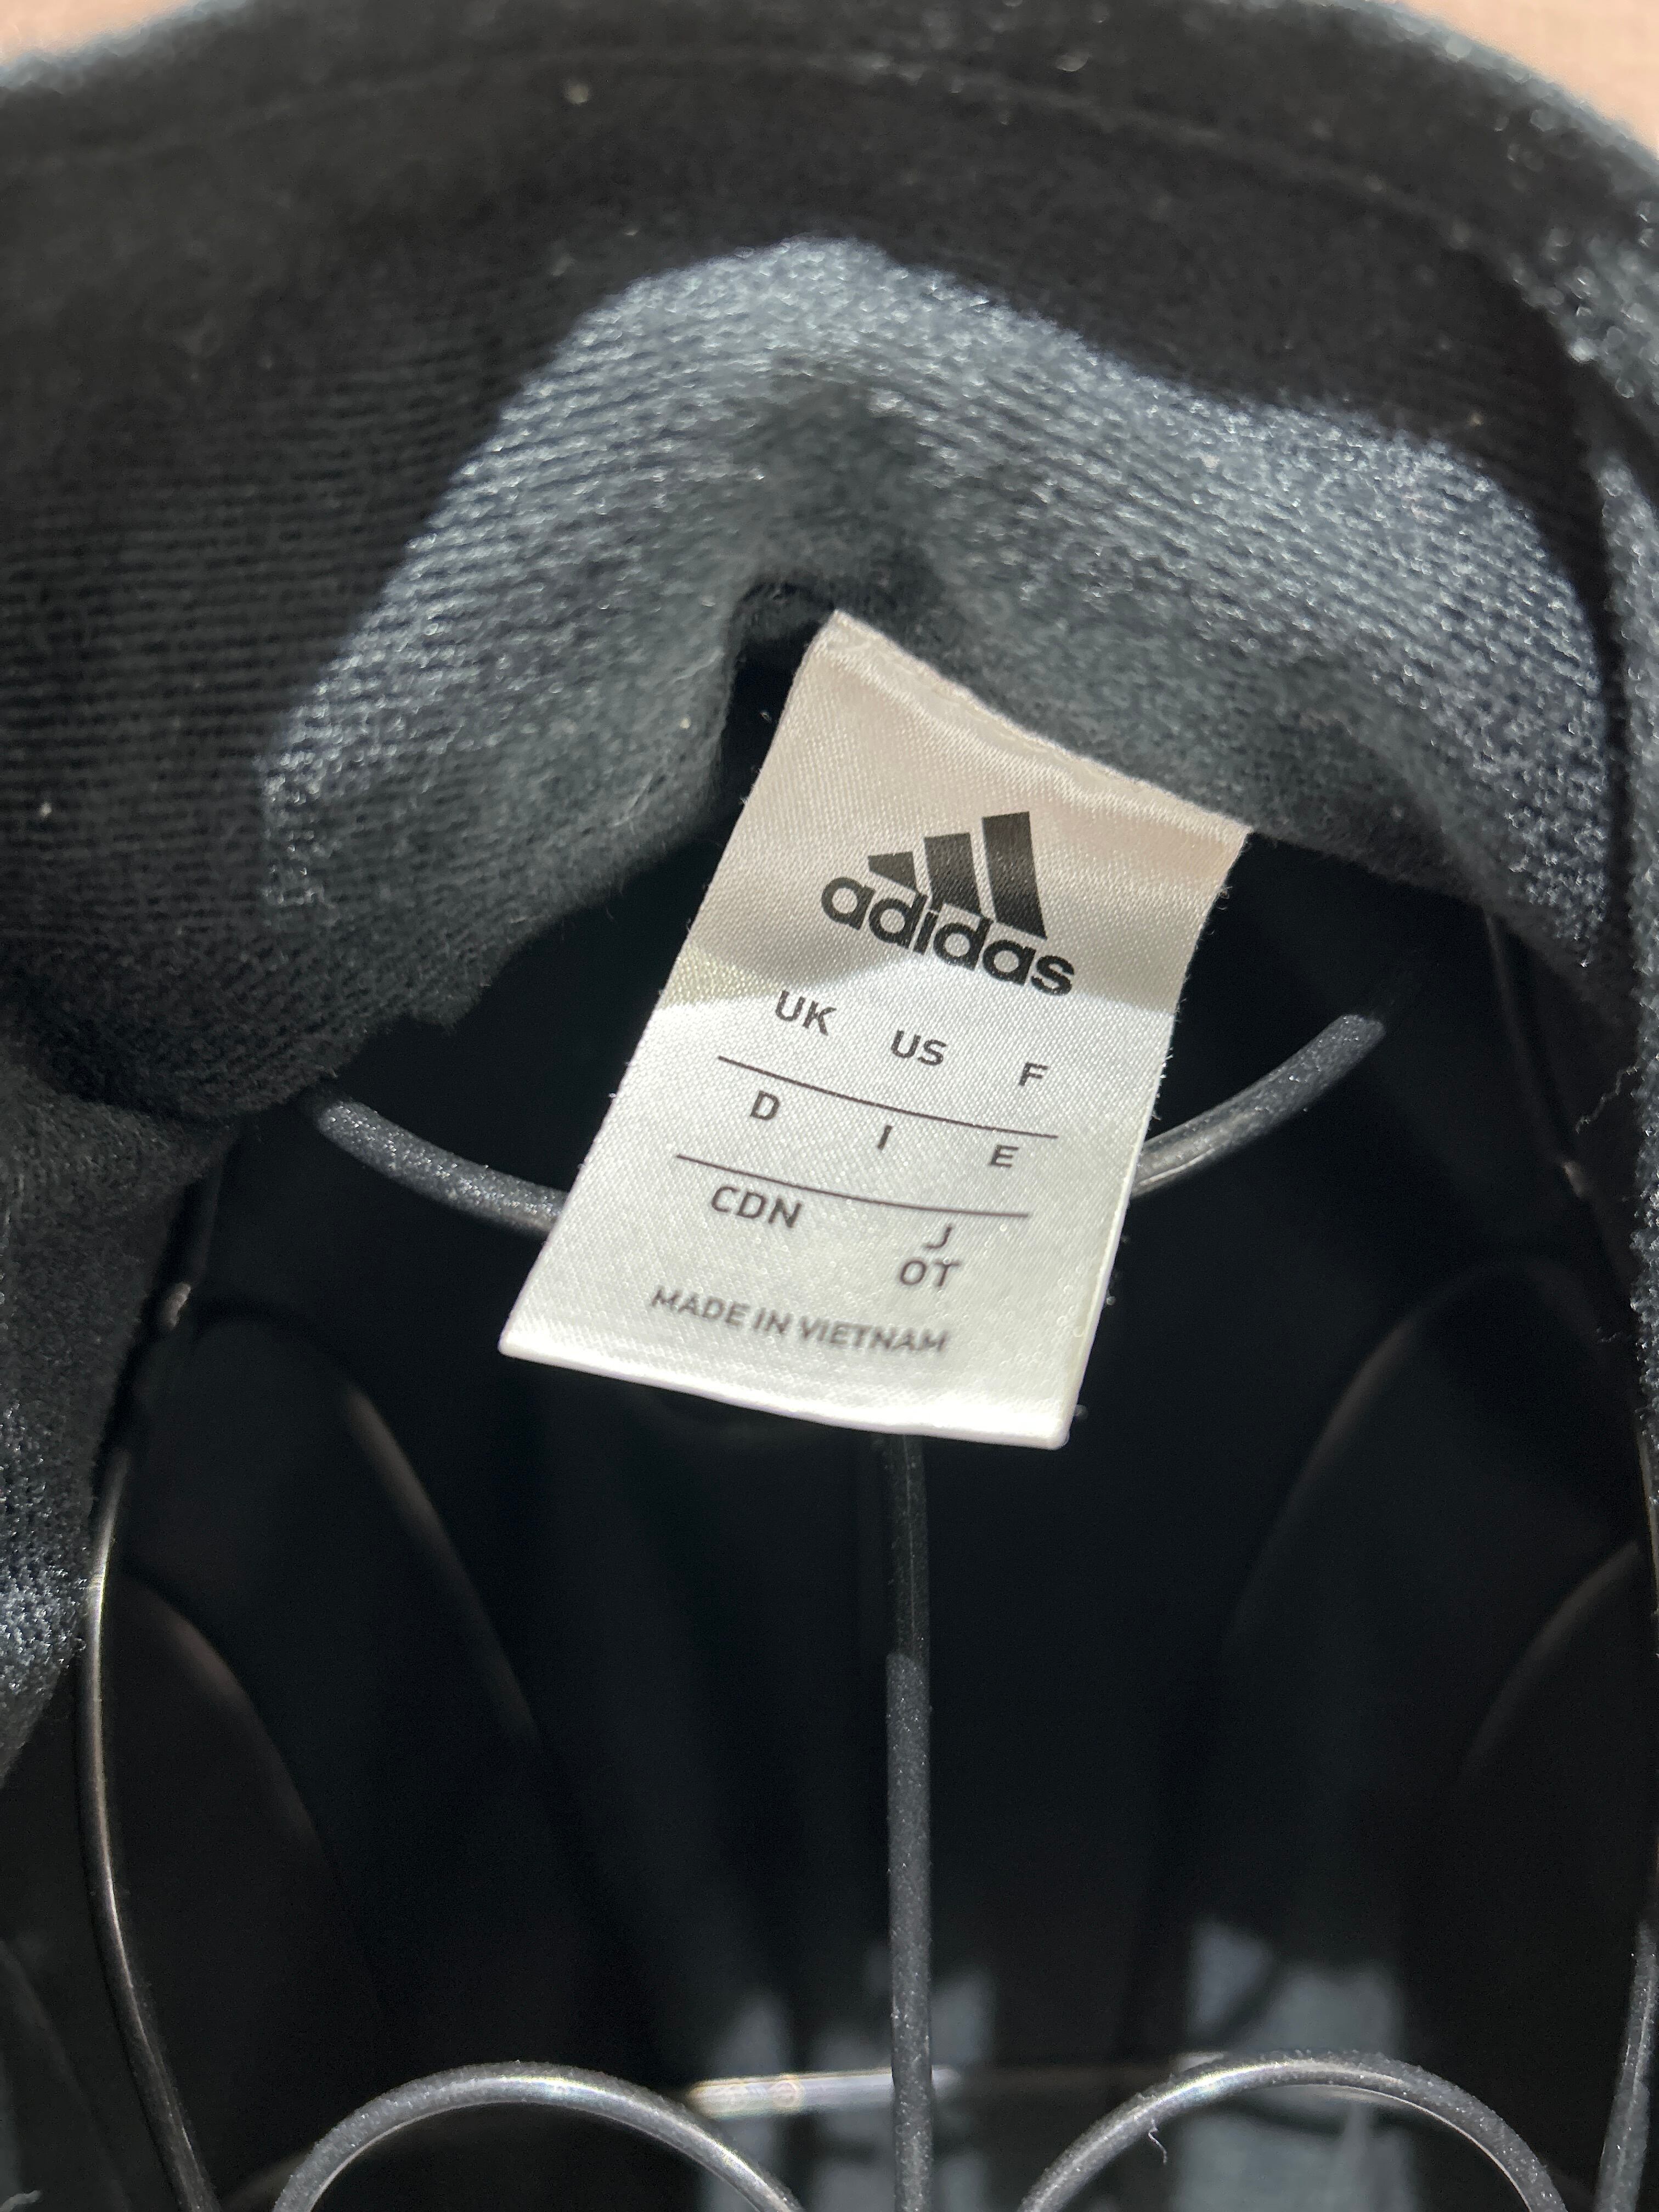 adidas
UK US F
D I E
CDN J
OT
MADE IN VIETNAM